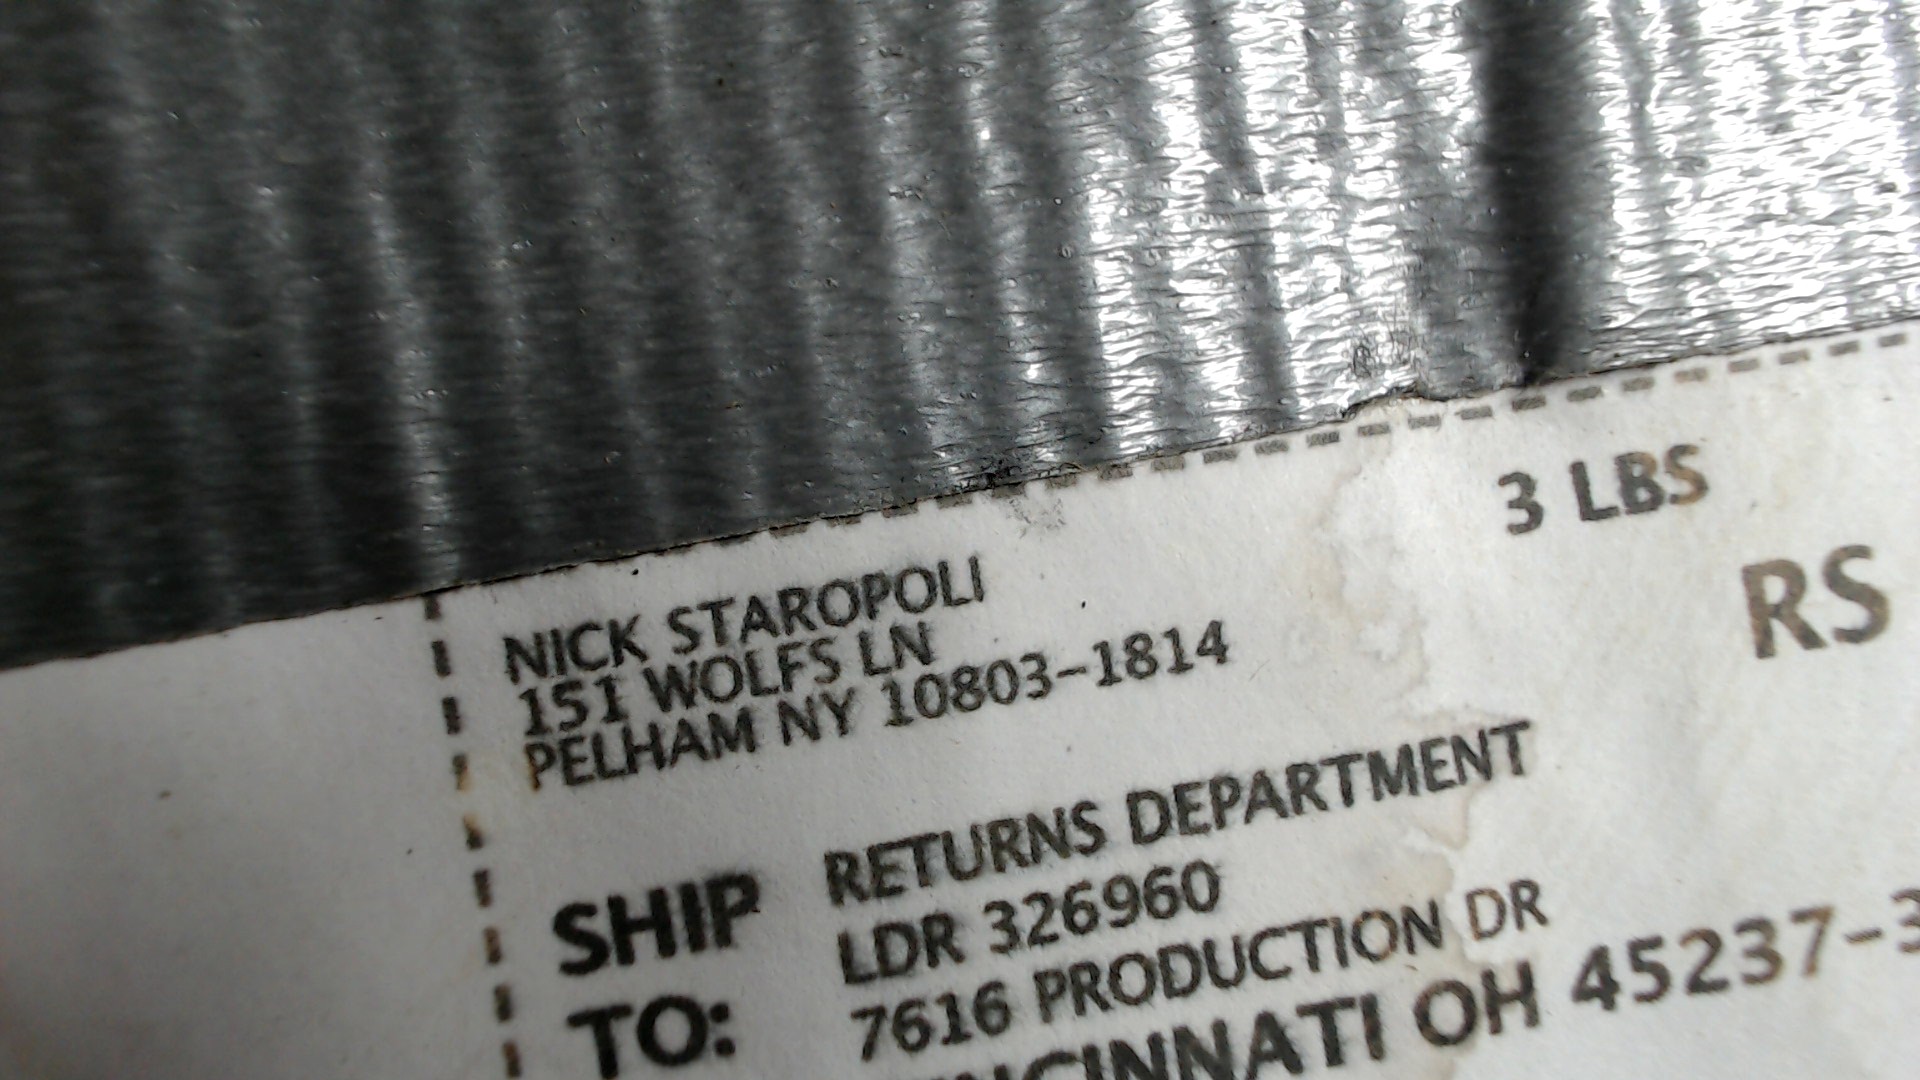 3 LBS
RS
NICK STAROPOLI
151 WOLFS LN
PELHAM NY 10803-1814
SHIP TO:
RETURNS DEPARTMENT
LDR 326960
7616 PRODUCTION DR
OH 45237-3